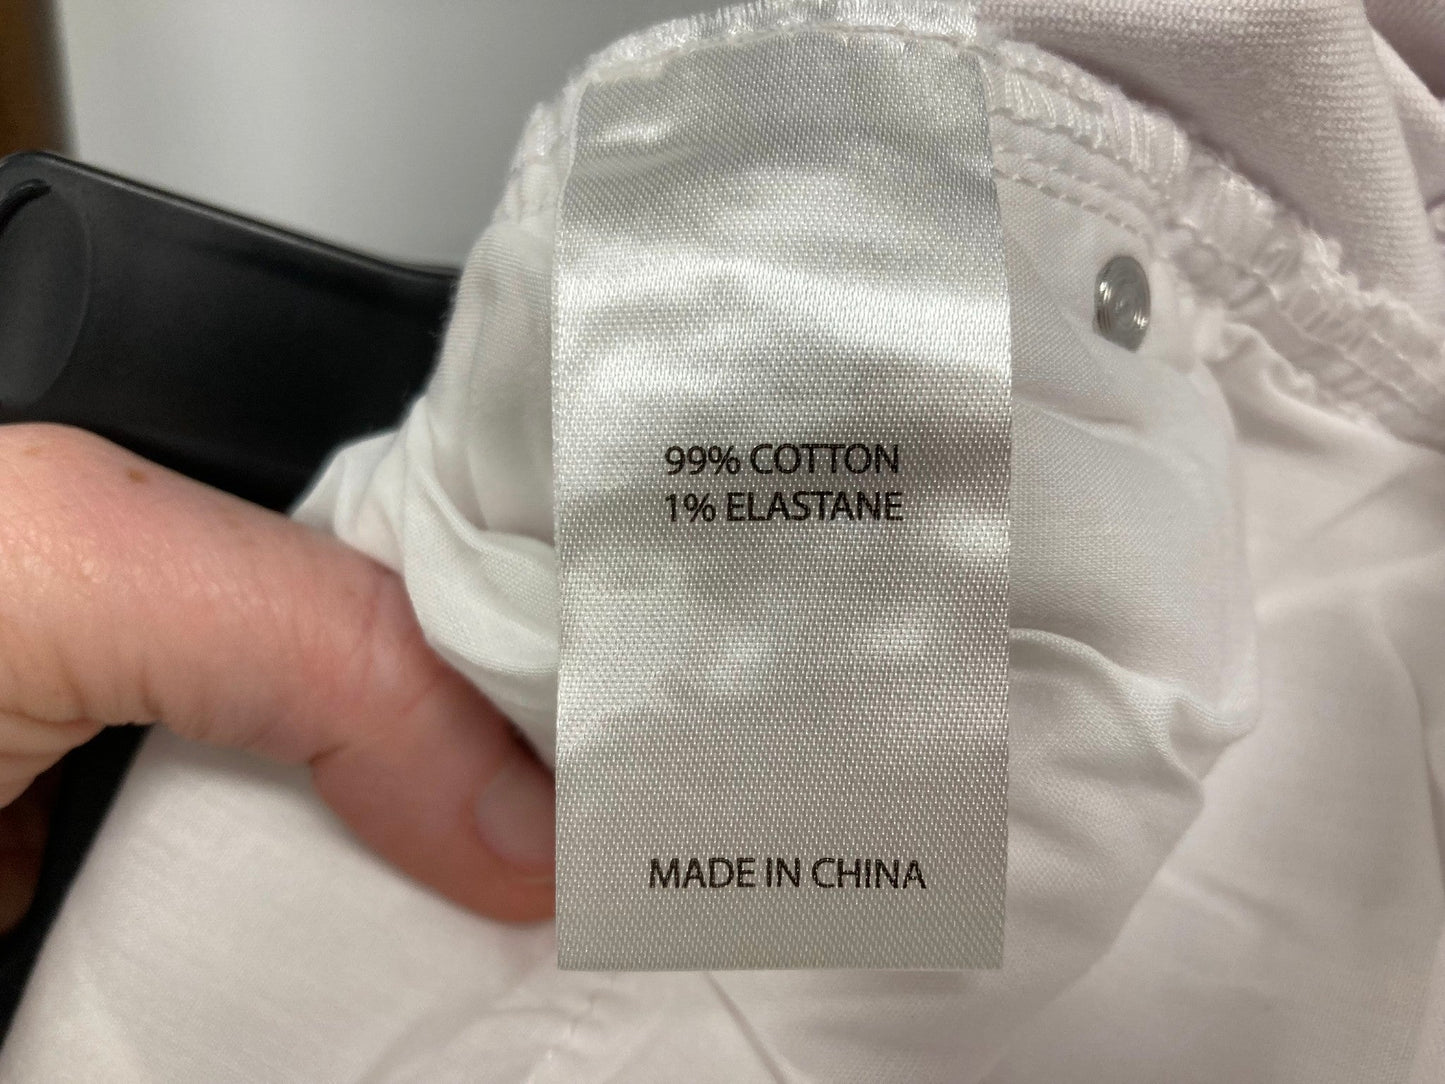 99% COTTON
1% ELASTANE
MADE IN CHINA